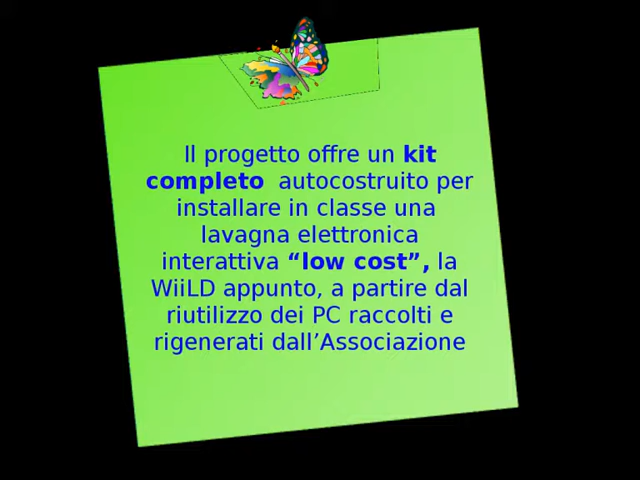 Il progetto offre un kit
completo autocostruito per
installare in classe una
lavagna elettronica
interattiva “low cost”, la
WiiLD appunto, a partire dal
riutilizzo dei PC raccolti e
rigenerati dall’Associazione